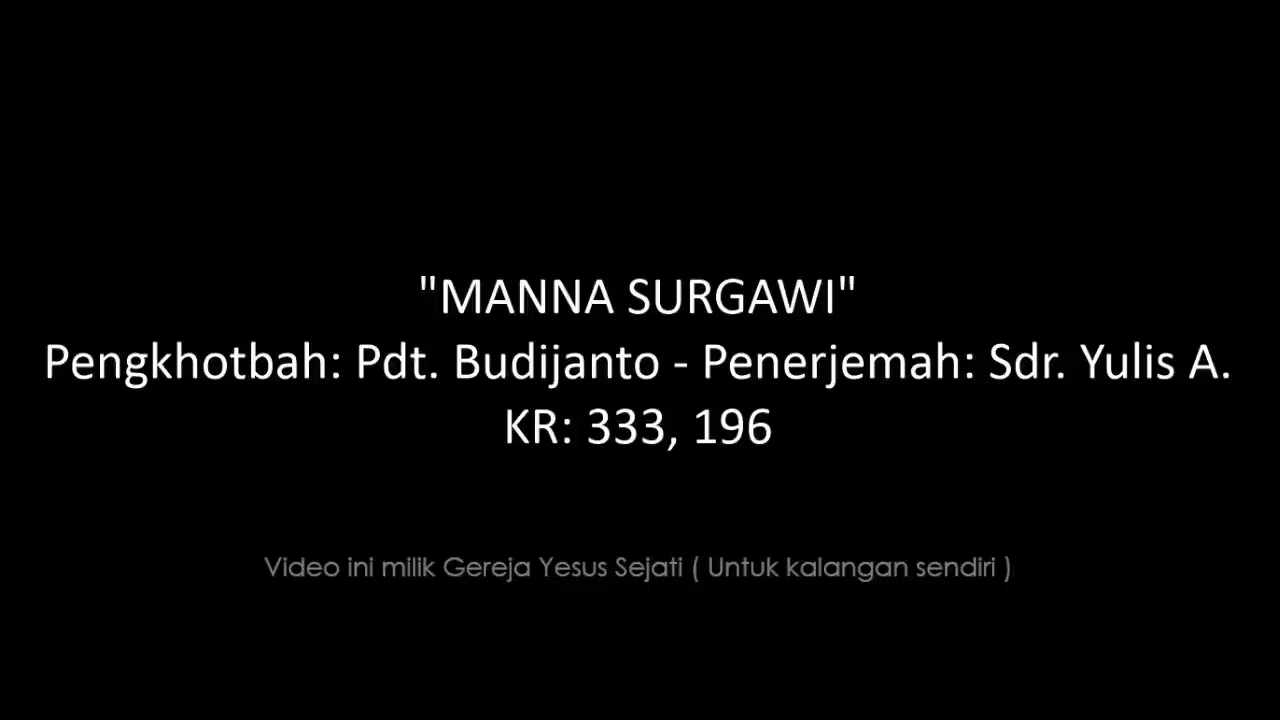 "MANNA SURGAWI"
Pengkhotbah: Pdt. Budijanto - Penerjemah: Sdr. Yulis A.
KR: 333, 196
Video ini milik Gereja Yesus Sejati ( Untuk kalangan sendiri )